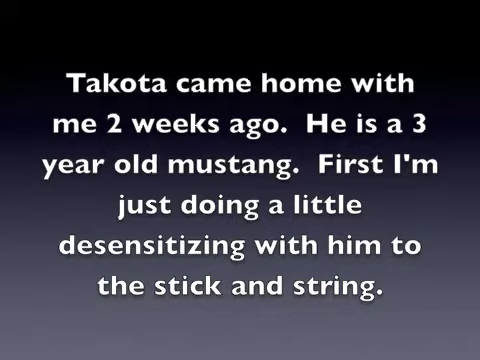 Takota came home with
me 2 weeks ago.  He is a 3
year old mustang.  First I'm
just doing a little
desensitizing with him to
the stick and string.